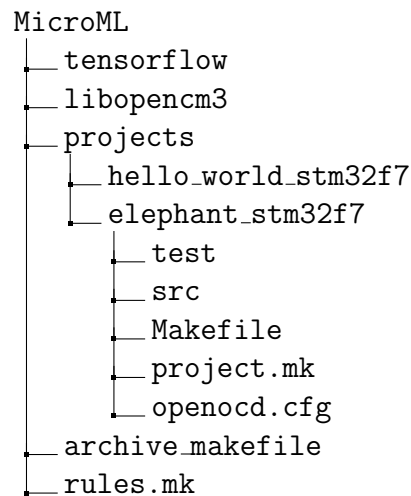 MicroML
tensorflow
libopencm3
projects
hello_world_stm32f7
elephant_stm32f7
test
src
Makefile
project.mk
openocd.cfg
archive_makefile
rules.mk